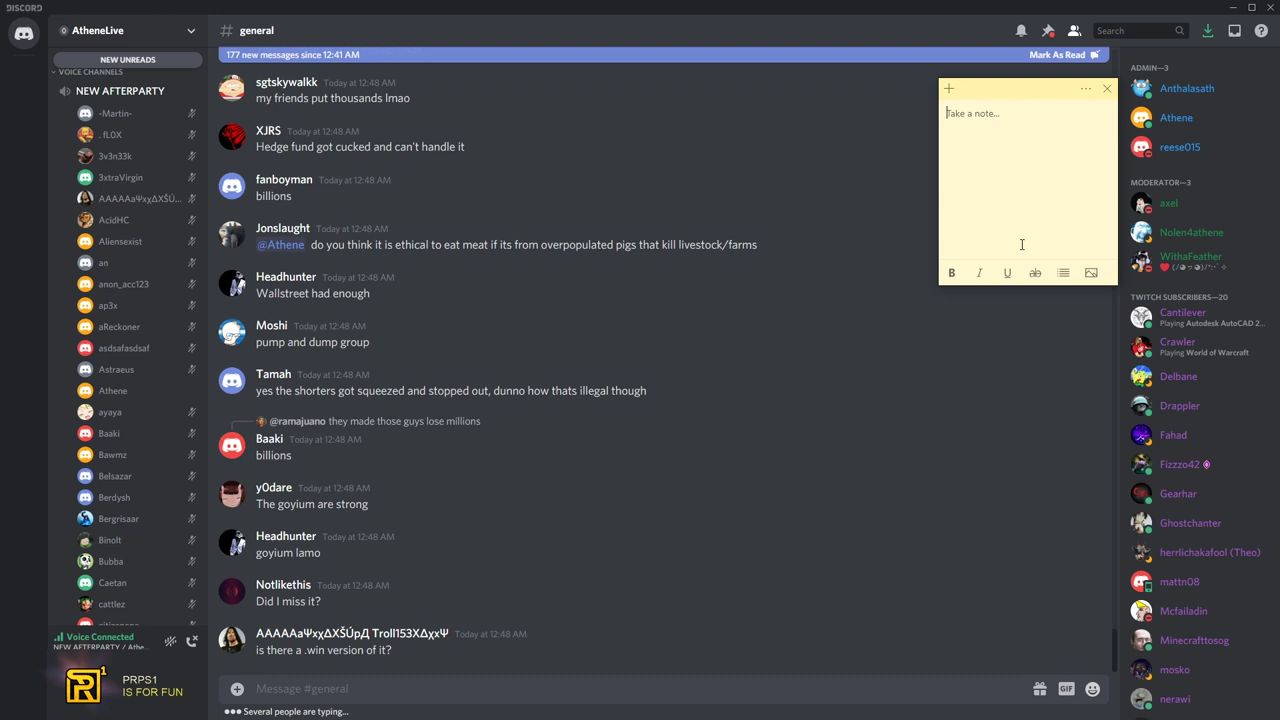 DISCORD
AtheneLive
NEW UNREADS
VOICE CHANNELS
NEW AFTERPARTY
-Martin-
. fL0X
3v3n33k
3xtraVirgin
AAAAAaΨxχΔXŠÚ...
AcidHC
Aliensexist
an
anon_acc123
ap3x
aReckoner
asdsafasdsaf
Astraeus
Athene
ayaya
Baaki
Bawmz
Belsazar
Berdysh
Bergrisaar
Binolt
Bubba
Caetan
cattlez
Voice Connected
NEW AFTERPARTY / Athe...
PRPS1
IS FOR FUN
# general
Search
177 new messages since 12:41 AM
Mark As Read
sgtskywalkk Today at 12:48 AM
my friends put thousands lmao
XJRS Today at 12:48 AM
Hedge fund got cucked and can't handle it
fanboyman Today at 12:48 AM
billions
Jonslaught Today at 12:48 AM
@Athene do you think it is ethical to eat meat if its from overpopulated pigs that kill livestock/farms
Headhunter Today at 12:48 AM
Wallstreet had enough
Moshi Today at 12:48 AM
pump and dump group
Tamah Today at 12:48 AM
yes the shorters got squeezed and stopped out, dunno how thats illegal though
@ramajuano they made those guys lose millions
Baaki Today at 12:48 AM
billions
y0dare Today at 12:48 AM
The goyium are strong
Headhunter Today at 12:48 AM
goyium lamo
Notlikethis Today at 12:48 AM
Did I miss it?
AAAAAaΨxχΔXŠÚpД Troll153XΔχxΨ Today at 12:48 AM
is there a .win version of it?
Message #general
GIF
Several people are typing...
Take a note...
B I U ab
ADMIN—3
Anthalasath
Athene
reese015
MODERATOR—3
axel
Nolen4athene
WithaFeather
TWITCH SUBSCRIBERS—20
Cantilever
Playing Autodesk AutoCAD 2...
Crawler
Playing World of Warcraft
Delbane
Drappler
Fahad
Fizzzo42
Gearhar
Ghostchanter
herrlichakafool (Theo)
mattn08
Mcfailadin
Minecrafttosog
mosko
nerawi